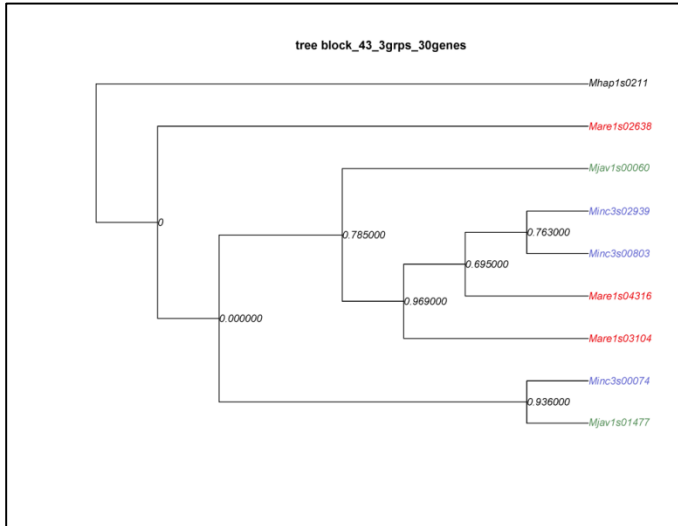 tree block_43_3grps_30genes
Mhap1s0211
Mare1s02638
Mjav1s00060
Minc3s02939
0
0.785000
0.763000
Minc3s00803
0.695000
Mare1s04316
0.969000
0.000000
Mare1s03104
Minc3s00074
0.936000
Mjav1s01477